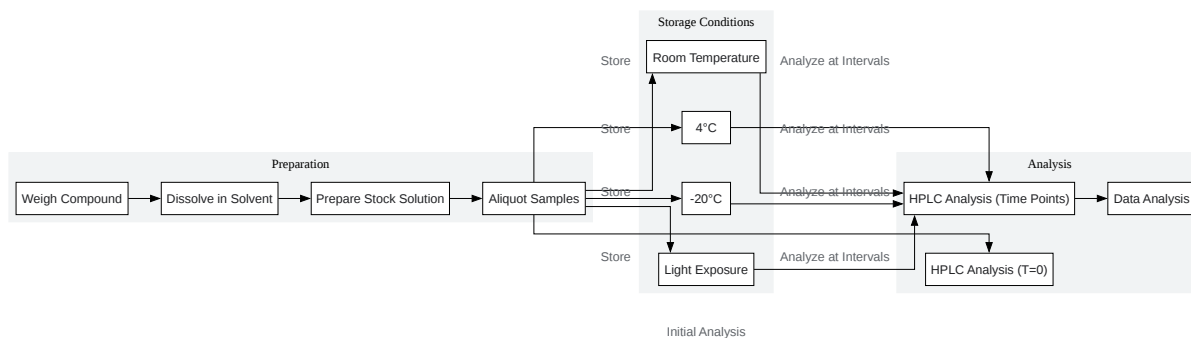 Storage Conditions
Store
Room Temperature
Analyze at Intervals
Store
4°C
Analyze at Intervals
Preparation
Analysis
Weigh Compound
Dissolve in Solvent
Prepare Stock Solution
Aliquot Samples
Store
-20°C
Analyze at Intervals
HPLC Analysis (Time Points)
Data Analysis
Store
Light Exposure
Analyze at Intervals
HPLC Analysis (T=0)
Initial Analysis